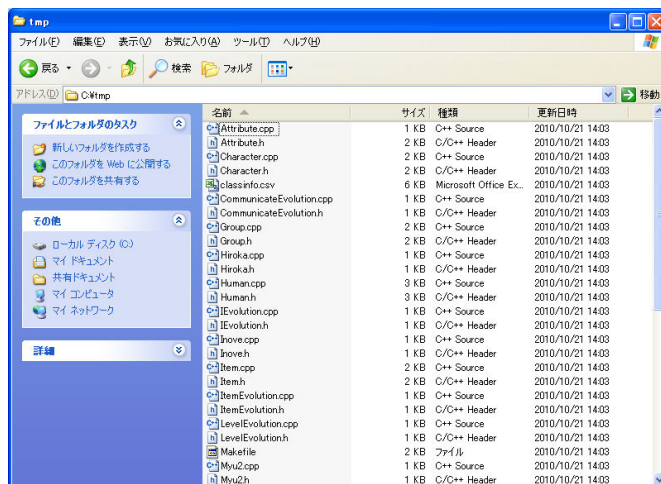 tmp
ファイル(F) 編集(E) 表示(V) お気に入り(A) ツール(T) ヘルプ(H)
戻る 検索 フォルダ
アドレス(D) C:¥tmp 移動
ファイルとフォルダのタスク
新しいフォルダを作成する
このフォルダを Web に公開する
このフォルダを共有する
その他
ローカル ディスク (C:)
マイ ドキュメント
共有ドキュメント
マイ コンピュータ
マイ ネットワーク
詳細
名前 サイズ 種類 更新日時
Attribute.cpp 1 KB C++ Source 2010/10/21 14:03
Attribute.h 2 KB C/C++ Header 2010/10/21 14:03
Character.cpp 2 KB C++ Source 2010/10/21 14:03
Character.h 2 KB C/C++ Header 2010/10/21 14:03
classinfo.csv 6 KB Microsoft Office Ex... 2010/10/21 14:03
CommunicateEvolution.cpp 1 KB C++ Source 2010/10/21 14:03
CommunicateEvolution.h 1 KB C/C++ Header 2010/10/21 14:03
Group.cpp 2 KB C++ Source 2010/10/21 14:03
Group.h 2 KB C/C++ Header 2010/10/21 14:03
Hiroka.cpp 1 KB C++ Source 2010/10/21 14:03
Hiroka.h 1 KB C/C++ Header 2010/10/21 14:03
Human.cpp 3 KB C++ Source 2010/10/21 14:03
Human.h 3 KB C/C++ Header 2010/10/21 14:03
IEvolution.cpp 1 KB C++ Source 2010/10/21 14:03
IEvolution.h 1 KB C/C++ Header 2010/10/21 14:03
Inove.cpp 1 KB C++ Source 2010/10/21 14:03
Inove.h 1 KB C/C++ Header 2010/10/21 14:03
Item.cpp 2 KB C++ Source 2010/10/21 14:03
Item.h 2 KB C/C++ Header 2010/10/21 14:03
ItemEvolution.cpp 1 KB C++ Source 2010/10/21 14:03
ItemEvolution.h 1 KB C/C++ Header 2010/10/21 14:03
LevelEvolution.cpp 1 KB C++ Source 2010/10/21 14:03
LevelEvolution.h 1 KB C/C++ Header 2010/10/21 14:03
Makefile 2 KB ファイル 2010/10/21 14:03
Myu2.cpp 1 KB C++ Source 2010/10/21 14:03
Myu2.h 1 KB C/C++ Header 2010/10/21 14:03